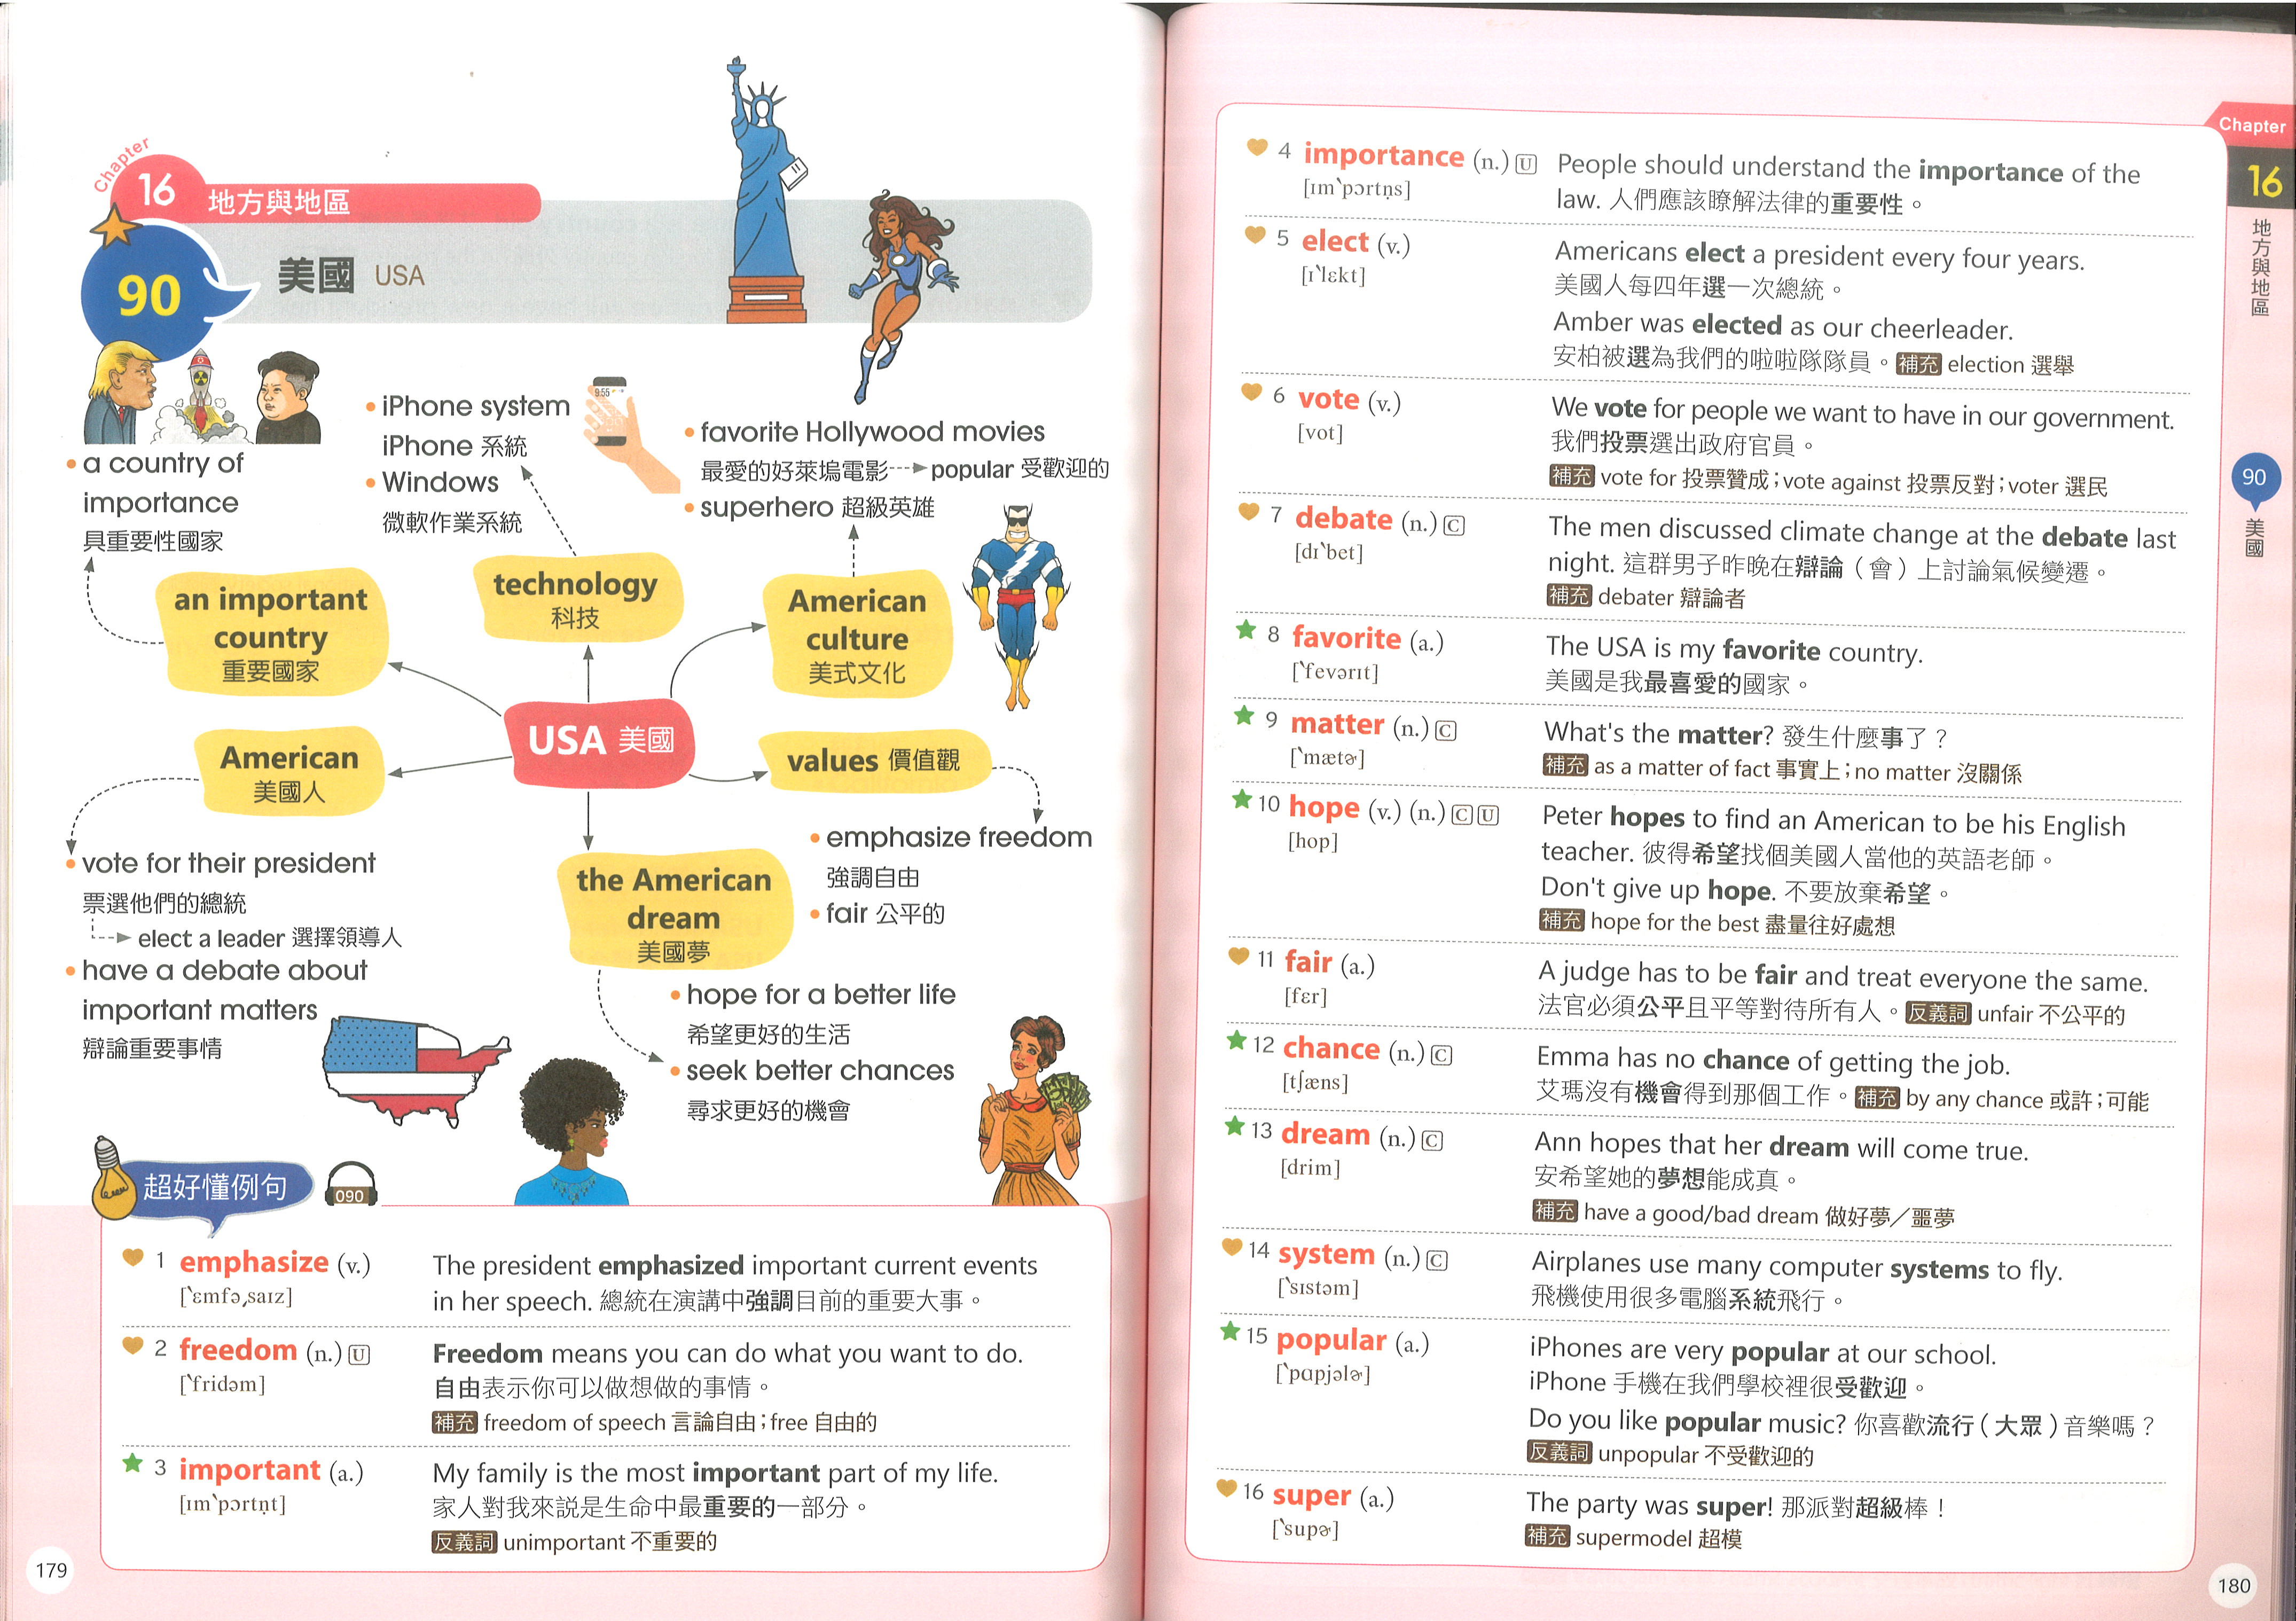 Chapter
16 地方與地區
90 美國 USA
iPhone system
iPhone 系統
Windows
微軟作業系統
9:55
favorite Hollywood movies
最愛的好萊塢電影 popular 受歡迎的
superhero 超級英雄
a country of
importance
具重要性國家
an important
country
重要國家
technology
科技
American
culture
美式文化
USA 美國
American
美國人
values 價值觀
vote for their president
票選他們的總統
elect a leader 選擇領導人
have a debate about
important matters
辯論重要事情
the American
dream
美國夢
emphasize freedom
強調自由
fair 公平的
hope for a better life
希望更好的生活
seek better chances
尋求更好的機會
超好懂例句 090
1 emphasize (v.) The president emphasized important current events
[ˋɛmfəˏsaɪz] in her speech. 總統在演講中強調目前的重要大事。
2 freedom (n.) U Freedom means you can do what you want to do.
[ˋfridəm] 自由表示你可以做想做的事情。
補充 freedom of speech 言論自由；free 自由的
3 important (a.) My family is the most important part of my life.
[ɪmˋpɔrtn̩t] 家人對我來説是生命中最重要的一部分。
反義詞 unimportant 不重要的
179
4 importance (n.) U People should understand the importance of the
[ɪmˋpɔrtn̩s] law. 人們應該瞭解法律的重要性。
5 elect (v.) Americans elect a president every four years.
[ɪˋlɛkt] 美國人每四年選一次總統。
Amber was elected as our cheerleader.
安柏被選為我們的啦啦隊隊員。補充 election 選舉
6 vote (v.) We vote for people we want to have in our government.
[vot] 我們投票選出政府官員。
補充 vote for 投票贊成；vote against 投票反對；voter 選民
7 debate (n.) C The men discussed climate change at the debate last
[dɪˋbet] night. 這群男子昨晚在辯論（會）上討論氣候變遷。
補充 debater 辯論者
8 favorite (a.) The USA is my favorite country.
[ˋfevərɪt] 美國是我最喜愛的國家。
9 matter (n.) C What's the matter? 發生什麼事了？
[ˋmætɚ] 補充 as a matter of fact 事實上；no matter 沒關係
10 hope (v.) (n.) C U Peter hopes to find an American to be his English
[hop] teacher. 彼得希望找個美國人當他的英語老師。
Don't give up hope. 不要放棄希望。
補充 hope for the best 盡量往好處想
11 fair (a.) A judge has to be fair and treat everyone the same.
[fɛr] 法官必須公平且平等對待所有人。反義詞 unfair 不公平的
12 chance (n.) C Emma has no chance of getting the job.
[tʃæns] 艾瑪沒有機會得到那個工作。補充 by any chance 或許；可能
13 dream (n.) C Ann hopes that her dream will come true.
[drim] 安希望她的夢想能成真。
補充 have a good/bad dream 做好夢／噩夢
14 system (n.) C Airplanes use many computer systems to fly.
[ˋsɪstəm] 飛機使用很多電腦系統飛行。
15 popular (a.) iPhones are very popular at our school.
[ˋpɑpjələ˞] iPhone 手機在我們學校裡很受歡迎。
Do you like popular music? 你喜歡流行（大眾）音樂嗎？
反義詞 unpopular 不受歡迎的
16 super (a.) The party was super! 那派對超級棒！
[ˋsupɚ] 補充 supermodel 超模
Chapter
16
地方與地區
90
美國
180